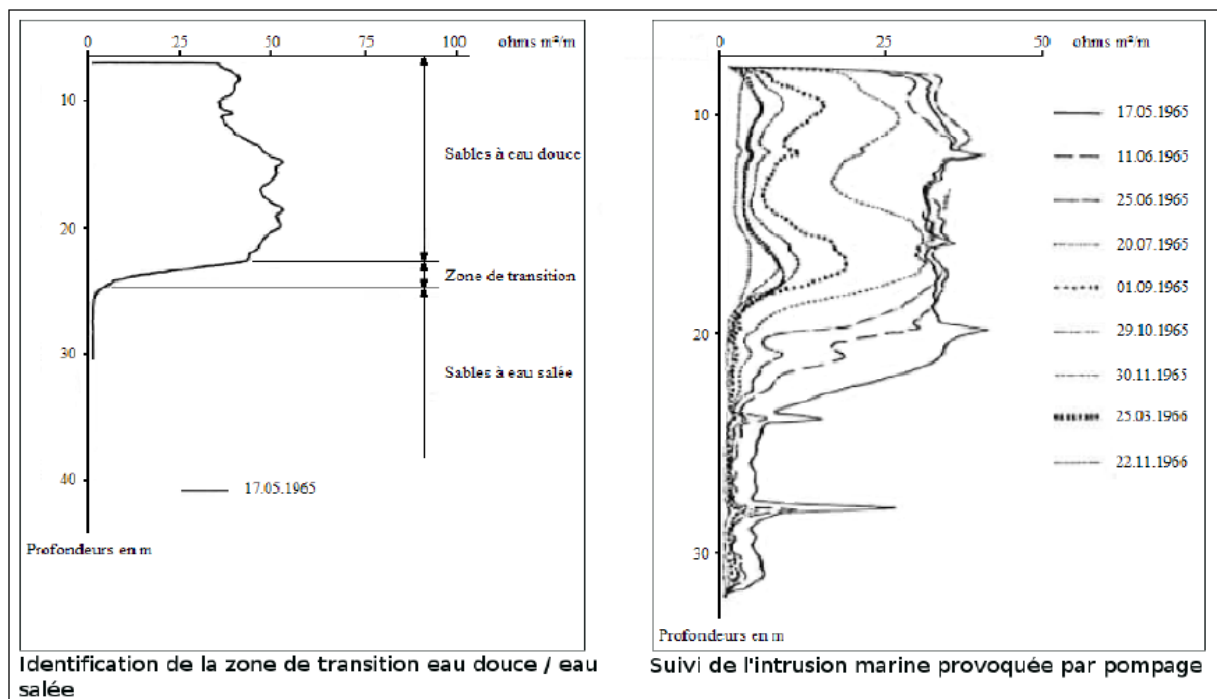 0 25 50 75 100 ohms m²/m
10
Sables à eau douce
20
Zone de transition
30
Sables à eau salée
40
17.05.1965
Profondeurs en m
Identification de la zone de transition eau douce / eau
salée
0 25 50 ohms m²/m
10
17.05.1965
11.06.1965
25.06.1965
20.07.1965
01.09.1965
20
29.10.1965
30.11.1965
25.03.1966
22.11.1966
30
Profondeurs en m
Suivi de l'intrusion marine provoquée par pompage